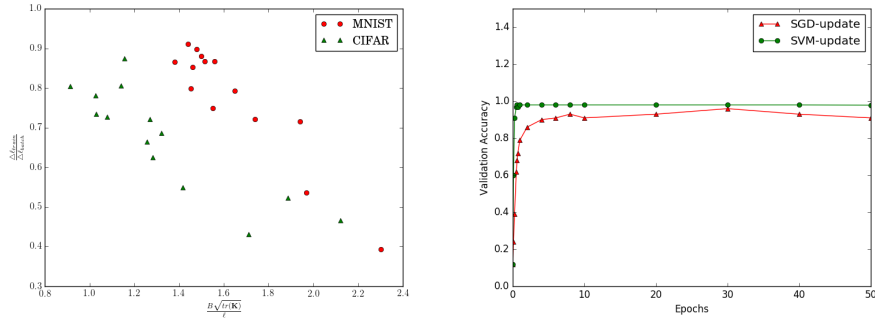 1.0
0.9
0.8
0.7
0.6
0.5
0.4
0.3
0.8 1.0 1.2 1.4 1.6 1.8 2.0 2.2 2.4
B√tr(K)
ℓ
MNIST
CIFAR
1.4
1.2
1.0
0.8
0.6
0.4
0.2
0.0
Validation Accuracy
0 10 20 30 40 50
Epochs
SGD-update
SVM-update